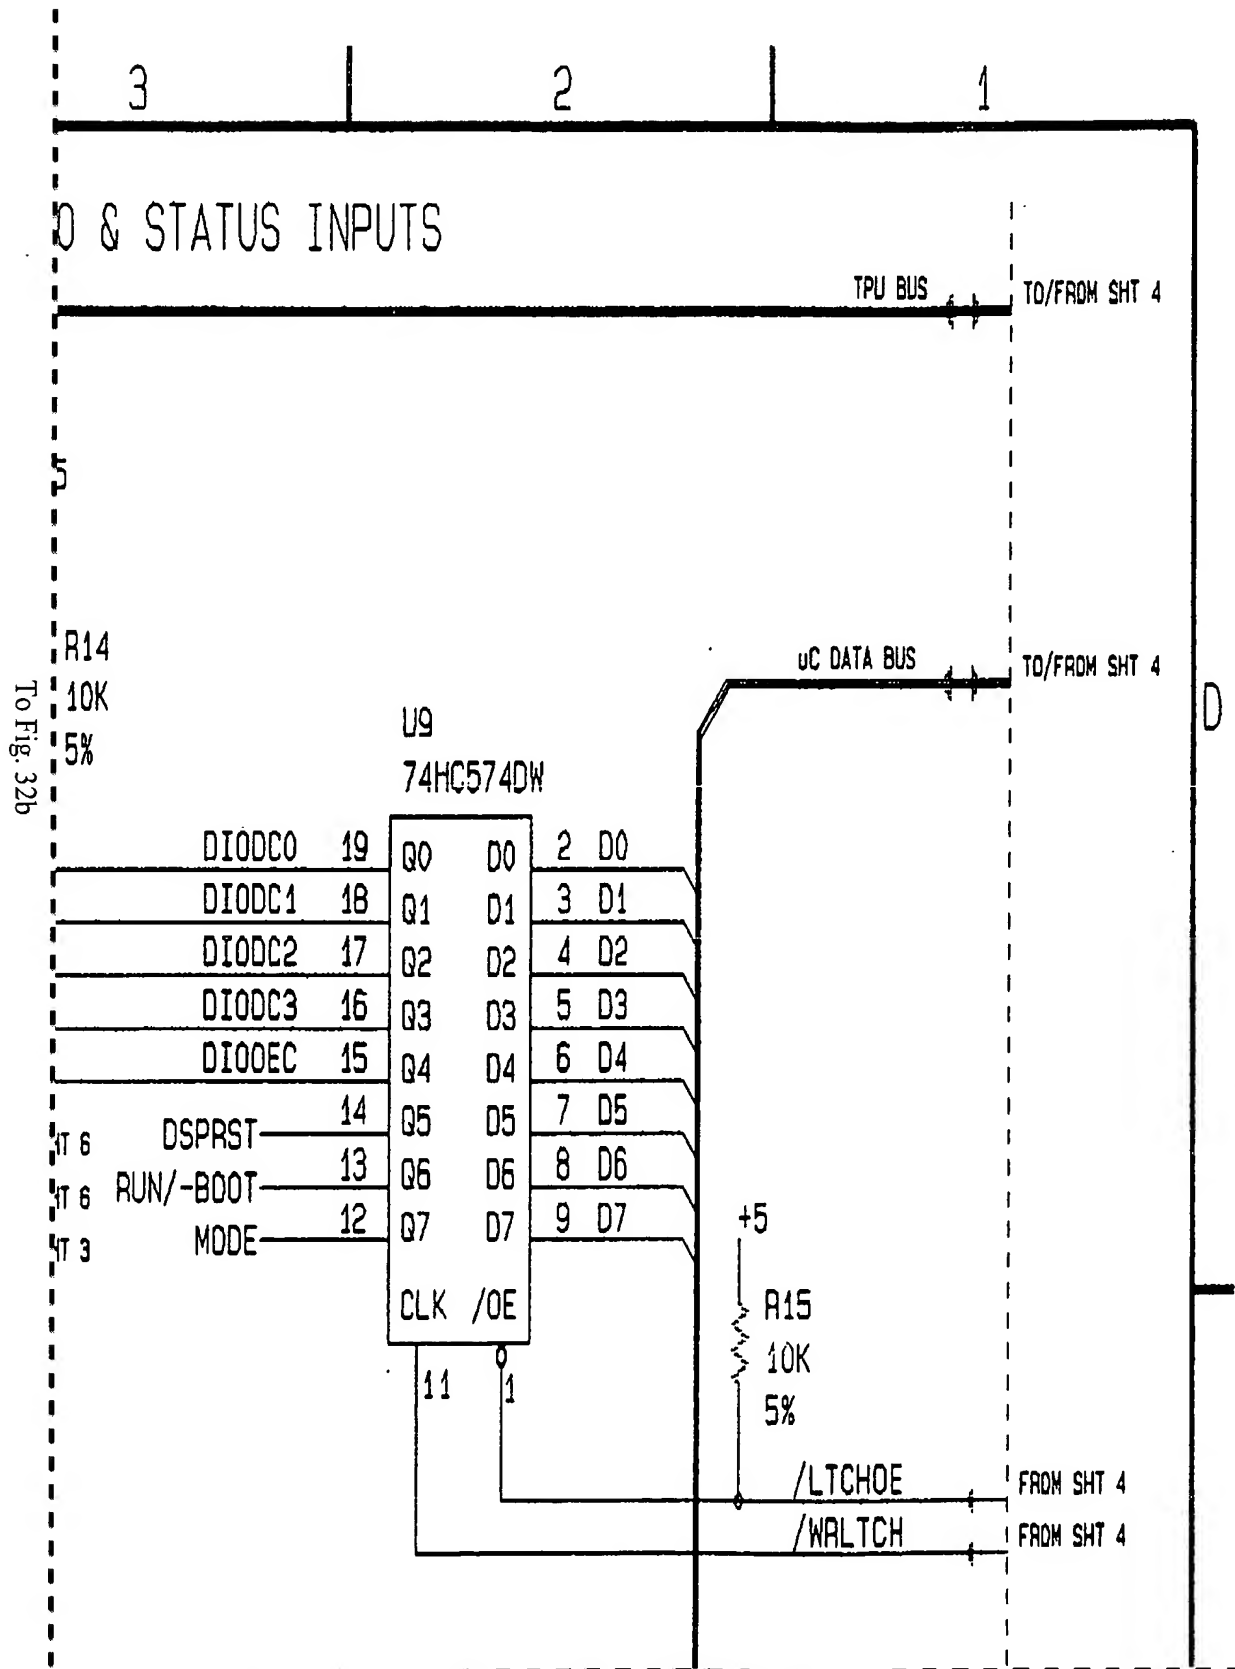 3 2 1
& STATUS INPUTS
TPU BUS TO/FROM SHT 4
5
R14
10K
5%
To Fig. 32b
uC DATA BUS TO/FROM SHT 4
D
U9
74HC574DW
DIODC0 19 Q0 D0 2 D0
DIODC1 18 Q1 D1 3 D1
DIODC2 17 Q2 D2 4 D2
DIODC3 16 Q3 D3 5 D3
DIODEC 15 Q4 D4 6 D4
DSPRST 14 Q5 D5 7 D5
6 RUN/-BOOT 13 Q6 D6 8 D6
6 MODE 12 Q7 D7 9 D7
3
CLK /OE
11 1
+5
R15
10K
5%
/LTCHOE FROM SHT 4
/WRLTCH FROM SHT 4